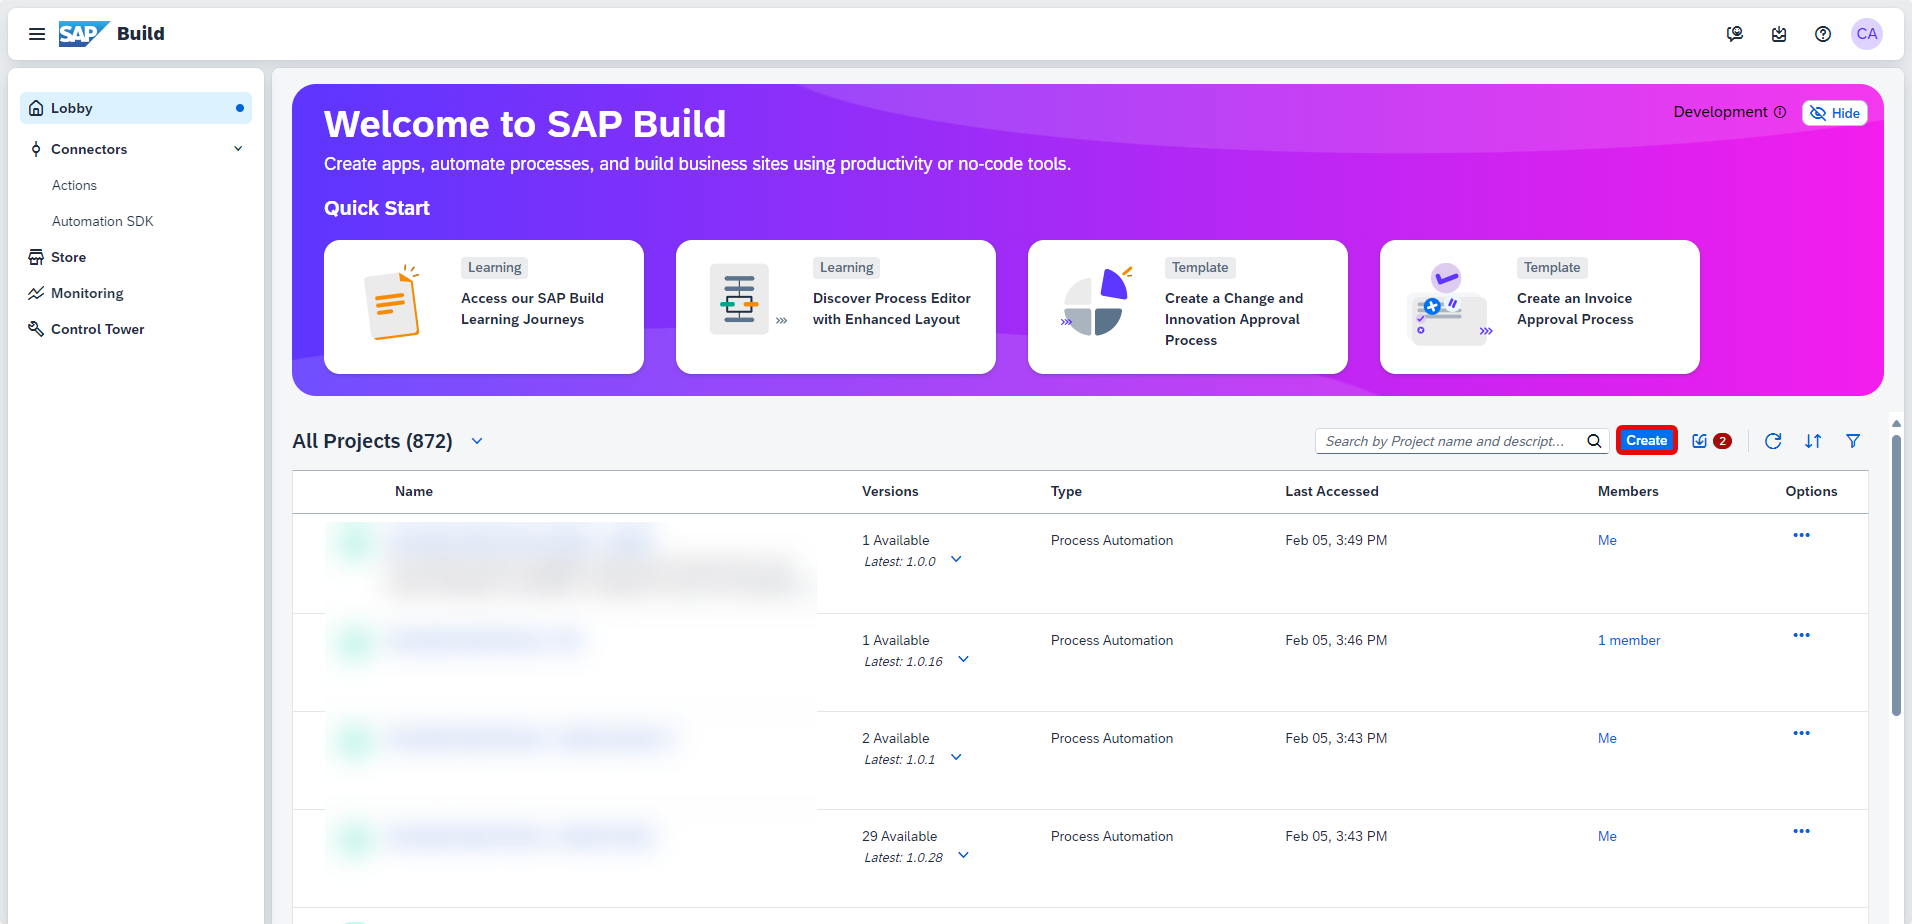 SAP Build
CA
Lobby
Connectors
Actions
Automation SDK
Store
Monitoring
Control Tower
Welcome to SAP Build
Development
Hide
Create apps, automate processes, and build business sites using productivity or no-code tools.
Quick Start
Learning
Access our SAP Build
Learning Journeys
Learning
Discover Process Editor
with Enhanced Layout
Template
Create a Change and
Innovation Approval
Process
Template
Create an Invoice
Approval Process
All Projects (872)
Search by Project name and descript...
Create
2
Name Versions Type Last Accessed Members Options
1 Available Process Automation Feb 05, 3:49 PM Me
Latest: 1.0.0
1 Available Process Automation Feb 05, 3:46 PM 1 member
Latest: 1.0.16
2 Available Process Automation Feb 05, 3:43 PM Me
Latest: 1.0.1
29 Available Process Automation Feb 05, 3:43 PM Me
Latest: 1.0.28